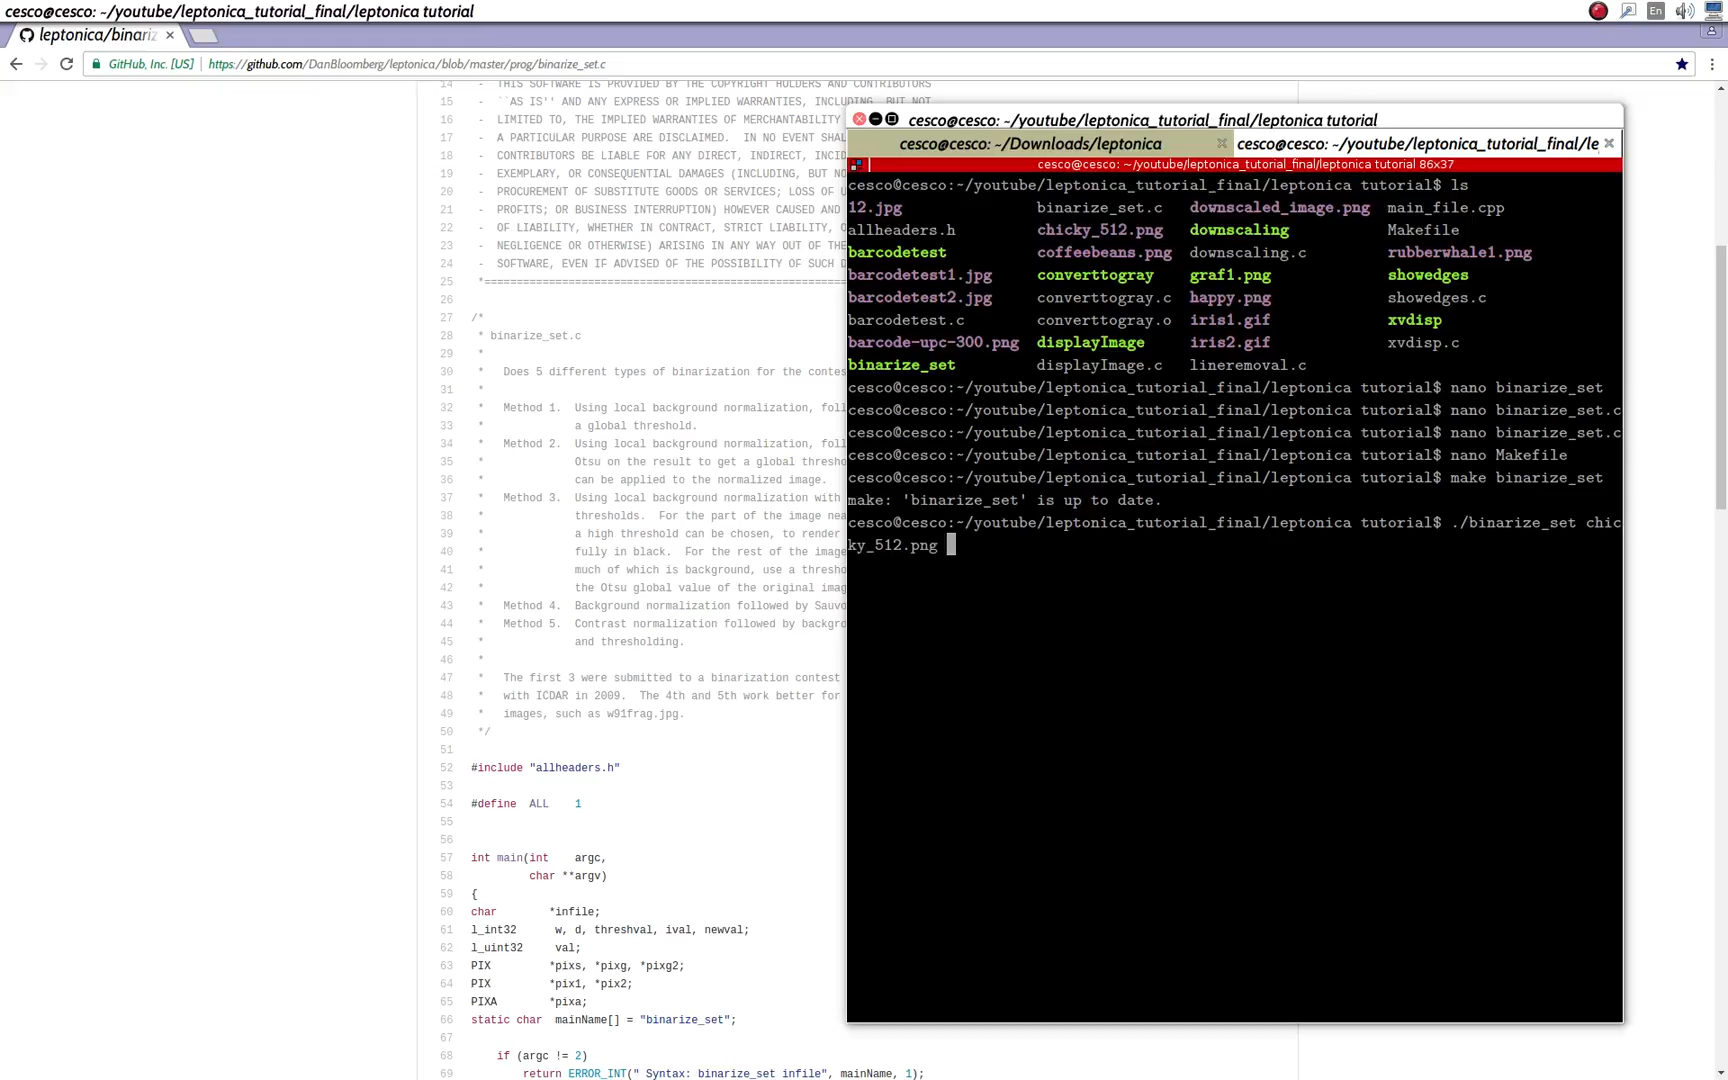 cesco@cesco: ~/youtube/leptonica_tutorial_final/leptonica tutorial
En
leptonica/binariz
GitHub, Inc. [US]
https://github.com/DanBloomberg/leptonica/blob/master/prog/binarize_set.c
14 - THIS SOFTWARE IS PROVIDED BY THE COPYRIGHT HOLDERS AND CONTRIBUTORS
15 - ``AS IS'' AND ANY EXPRESS OR IMPLIED WARRANTIES, INCLUDING, BUT NOT
16 - LIMITED TO, THE IMPLIED WARRANTIES OF MERCHANTABILITY
17 - A PARTICULAR PURPOSE ARE DISCLAIMED. IN NO EVENT SHAL
18 - CONTRIBUTORS BE LIABLE FOR ANY DIRECT, INDIRECT, INCID
19 - EXEMPLARY, OR CONSEQUENTIAL DAMAGES (INCLUDING, BUT NO
20 - PROCUREMENT OF SUBSTITUTE GOODS OR SERVICES; LOSS OF U
21 - PROFITS; OR BUSINESS INTERRUPTION) HOWEVER CAUSED AND
22 - OF LIABILITY, WHETHER IN CONTRACT, STRICT LIABILITY, O
23 - NEGLIGENCE OR OTHERWISE) ARISING IN ANY WAY OUT OF THE
24 - SOFTWARE, EVEN IF ADVISED OF THE POSSIBILITY OF SUCH D
25 *========================================================
26
27 /*
28 * binarize_set.c
29 *
30 * Does 5 different types of binarization for the contes
31 *
32 * Method 1. Using local background normalization, foll
33 * a global threshold.
34 * Method 2. Using local background normalization, foll
35 * Otsu on the result to get a global thresho
36 * can be applied to the normalized image.
37 * Method 3. Using local background normalization with
38 * thresholds. For the part of the image nea
39 * a high threshold can be chosen, to render
40 * fully in black. For the rest of the image
41 * much of which is background, use a thresho
42 * the Otsu global value of the original imag
43 * Method 4. Background normalization followed by Sauvo
44 * Method 5. Contrast normalization followed by backgro
45 * and thresholding.
46 *
47 * The first 3 were submitted to a binarization contest
48 * with ICDAR in 2009. The 4th and 5th work better for
49 * images, such as w91frag.jpg.
50 */
51
52 #include "allheaders.h"
53
54 #define ALL 1
55
56
57 int main(int argc,
58 char **argv)
59 {
60 char *infile;
61 l_int32 w, d, threshval, ival, newval;
62 l_uint32 val;
63 PIX *pixs, *pixg, *pixg2;
64 PIX *pix1, *pix2;
65 PIXA *pixa;
66 static char mainName[] = "binarize_set";
67
68 if (argc != 2)
69 return ERROR_INT(" Syntax: binarize_set infile", mainName, 1);
cesco@cesco: ~/youtube/leptonica_tutorial_final/leptonica tutorial
cesco@cesco: ~/Downloads/leptonica
cesco@cesco: ~/youtube/leptonica_tutorial_final/le
cesco@cesco: ~/youtube/leptonica_tutorial_final/leptonica tutorial 86x37
cesco@cesco:~/youtube/leptonica_tutorial_final/leptonica tutorial$ ls
12.jpg binarize_set.c downscaled_image.png main_file.cpp
allheaders.h chicky_512.png downscaling Makefile
barcodetest coffeebeans.png downscaling.c rubberwhale1.png
barcodetest1.jpg converttogray graf1.png showedges
barcodetest2.jpg converttogray.c happy.png showedges.c
barcodetest.c converttogray.o iris1.gif xvdisp
barcode-upc-300.png displayImage iris2.gif xvdisp.c
binarize_set displayImage.c lineremoval.c
cesco@cesco:~/youtube/leptonica_tutorial_final/leptonica tutorial$ nano binarize_set
cesco@cesco:~/youtube/leptonica_tutorial_final/leptonica tutorial$ nano binarize_set.c
cesco@cesco:~/youtube/leptonica_tutorial_final/leptonica tutorial$ nano binarize_set.c
cesco@cesco:~/youtube/leptonica_tutorial_final/leptonica tutorial$ nano Makefile
cesco@cesco:~/youtube/leptonica_tutorial_final/leptonica tutorial$ make binarize_set
make: 'binarize_set' is up to date.
cesco@cesco:~/youtube/leptonica_tutorial_final/leptonica tutorial$ ./binarize_set chic
ky_512.png